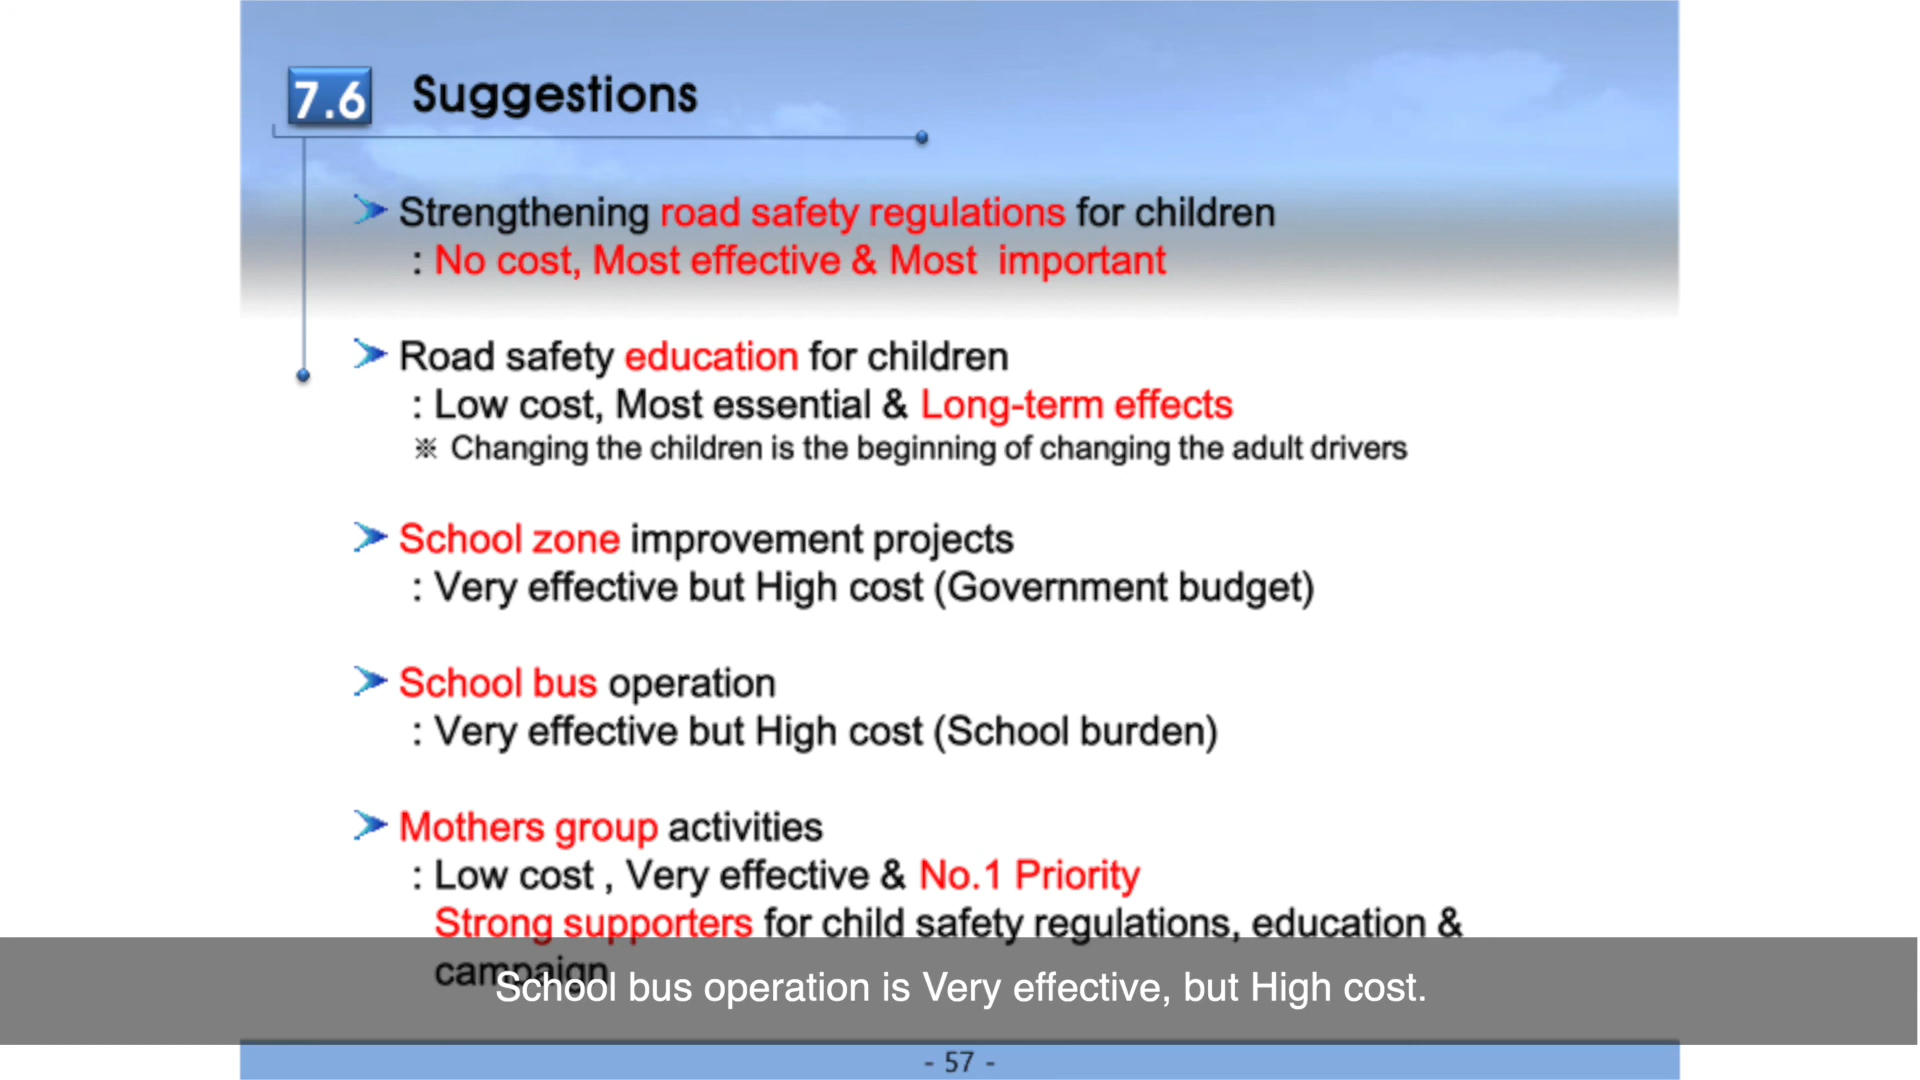 7.6 Suggestions
Strengthening road safety regulations for children
: No cost, Most effective & Most important
Road safety education for children
: Low cost, Most essential & Long-term effects
※ Changing the children is the beginning of changing the adult drivers
School zone improvement projects
: Very effective but High cost (Government budget)
School bus operation
: Very effective but High cost (School burden)
Mothers group activities
: Low cost , Very effective & No.1 Priority
Strong supporters for child safety regulations, education &
campaign
School bus operation is Very effective, but High cost.
- 57 -